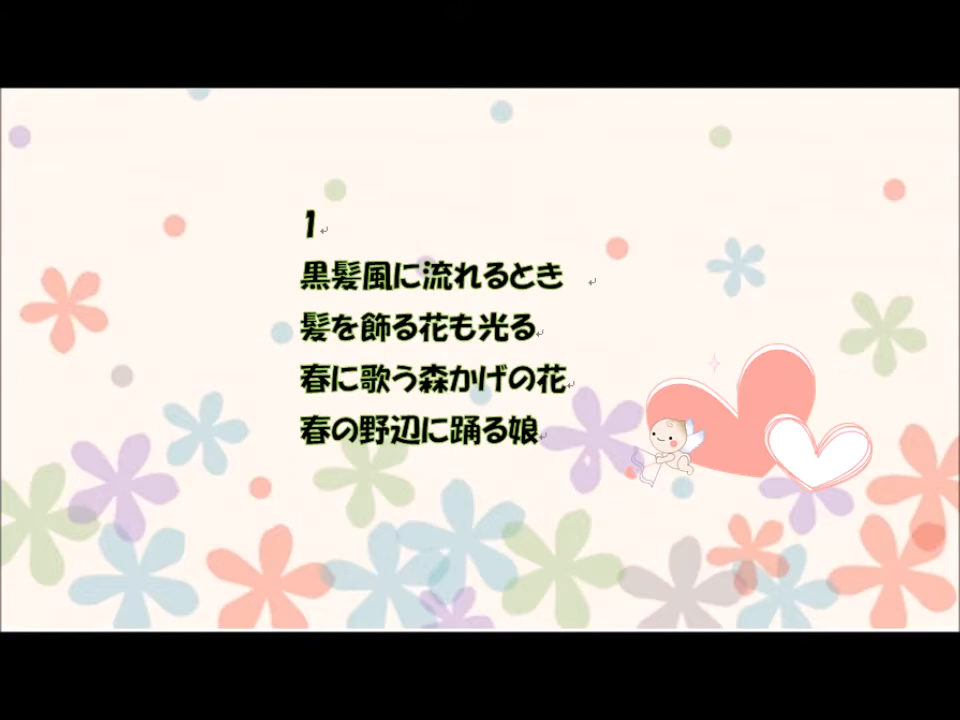 1
黒髪風に流れるとき
髪を飾る花も光る
春に歌う森かげの花
春の野辺に踊る娘